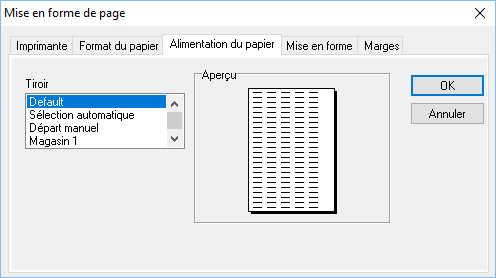 Mise en forme de page
Imprimante Format du papier Alimentation du papier Mise en forme Marges
Tiroir
Default
Sélection automatique
Départ manuel
Magasin 1
Aperçu
OK
Annuler